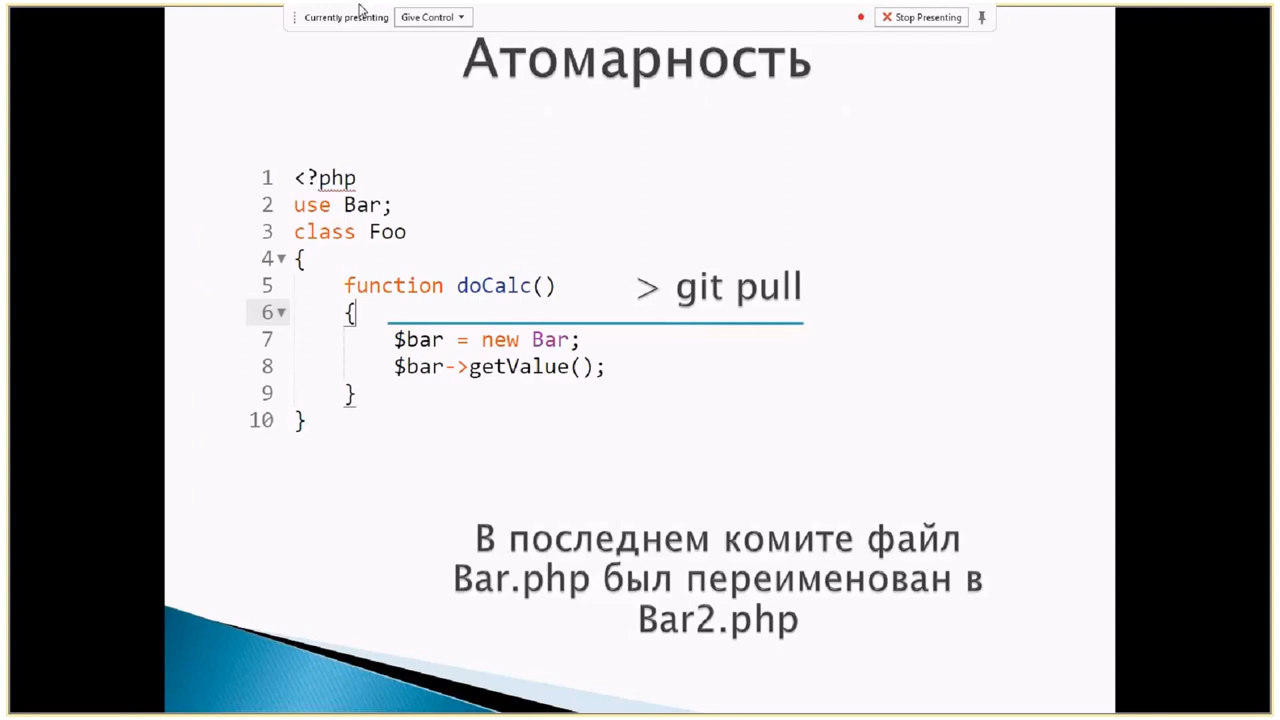 Currently presenting Give Control Stop Presenting
Атомарность
1 <?php
2 use Bar;
3 class Foo
4 {
5 function doCalc()
> git pull
6 {
7 $bar = new Bar;
8 $bar->getValue();
9 }
10 }
В последнем комите файл
Bar.php был переименован в
Bar2.php